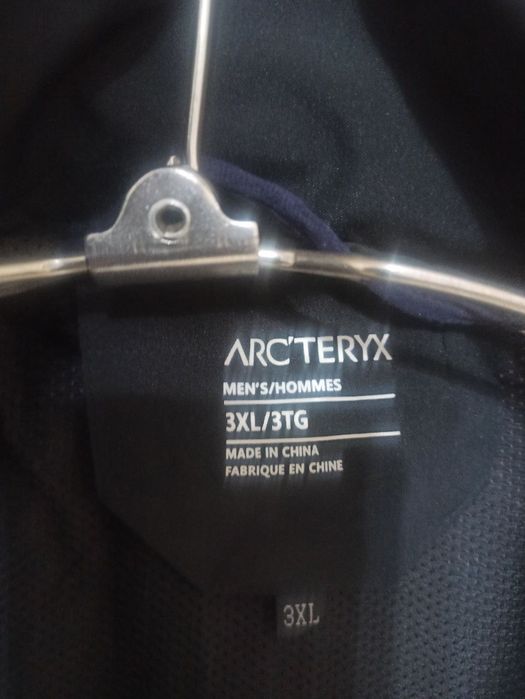 ARC'TERYX
MEN'S/HOMMES
3XL/3TG
MADE IN CHINA
FABRIQUE EN CHINE
3XL